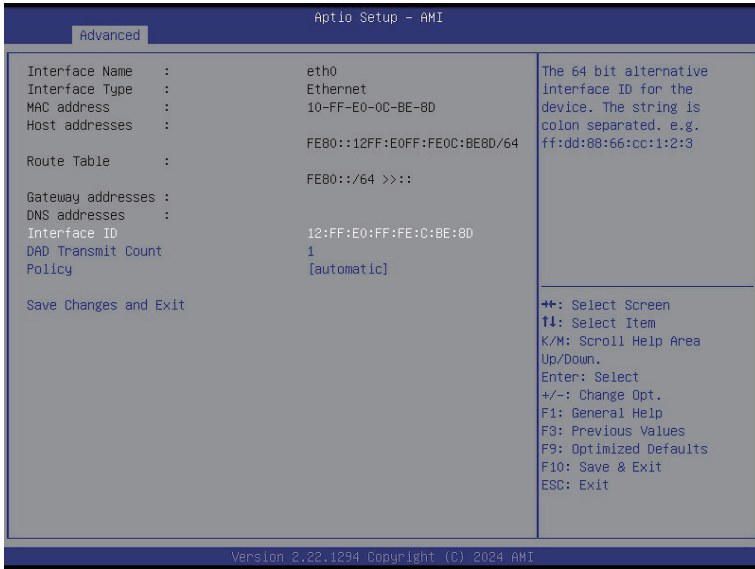 Aptio Setup – AMI
Advanced
Interface Name : eth0
Interface Type : Ethernet
MAC address : 10-FF-E0-0C-BE-8D
Host addresses :
FE80::12FF:E0FF:FE0C:BE8D/64
Route Table :
FE80::/64 >>::
Gateway addresses :
DNS addresses :
Interface ID 12:FF:E0:FF:FE:C:BE:8D
DAD Transmit Count 1
Policy [automatic]
Save Changes and Exit
The 64 bit alternative
interface ID for the
device. The string is
colon separated. e.g.
ff:dd:88:66:cc:1:2:3
→←: Select Screen
↑↓: Select Item
K/M: Scroll Help Area
Up/Down.
Enter: Select
+/-: Change Opt.
F1: General Help
F3: Previous Values
F9: Optimized Defaults
F10: Save & Exit
ESC: Exit
Version 2.22.1294 Copyright (C) 2024 AMI